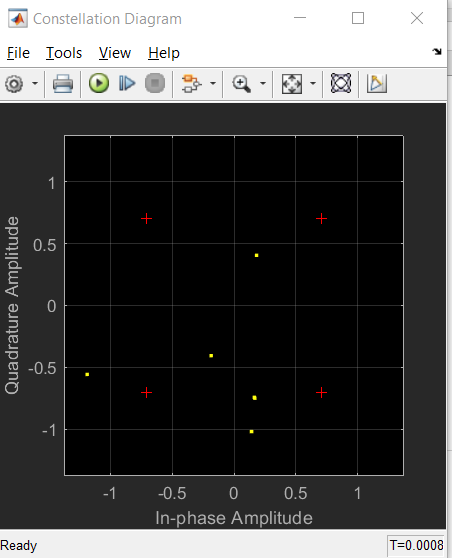 Constellation Diagram
File Tools View Help
1
0.5
0
-0.5
-1
Quadrature Amplitude
-1 -0.5 0 0.5 1
In-phase Amplitude
Ready T=0.0008